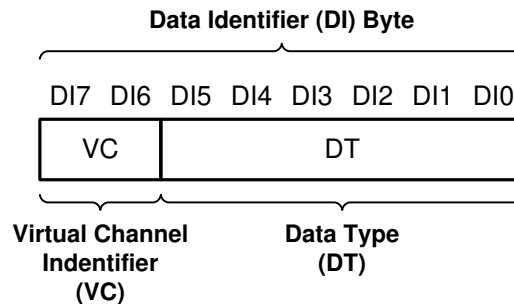 Data Identifier (DI) Byte
DI7 DI6 DI5 DI4 DI3 DI2 DI1 DI0
VC DT
Virtual Channel
Indentifier
(VC)
Data Type
(DT)